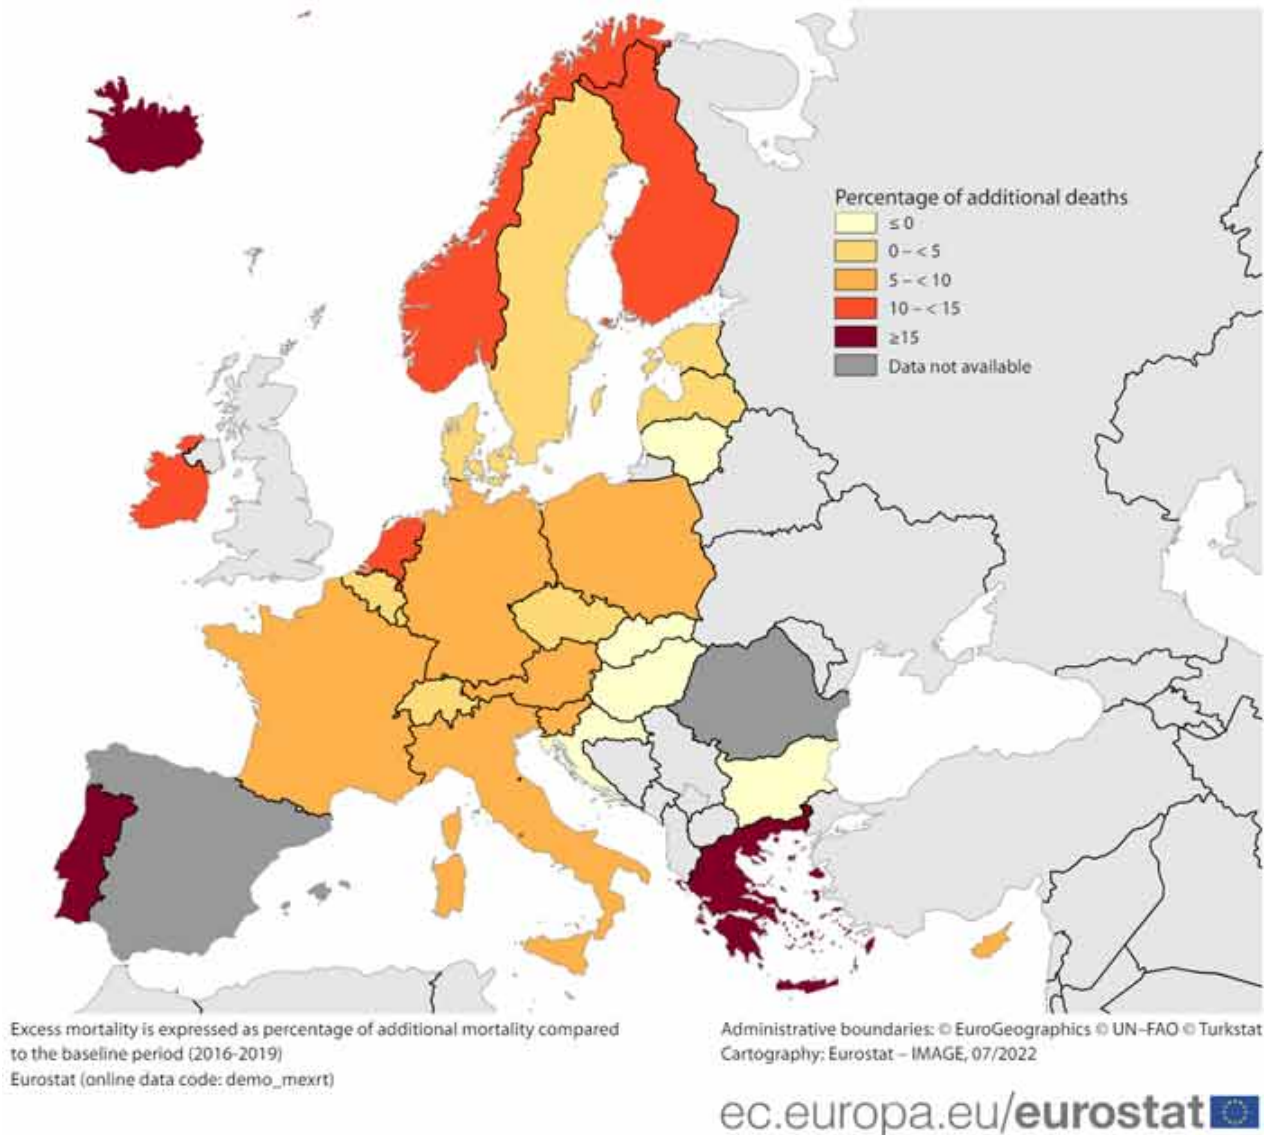 Percentage of additional deaths
≤ 0
0 – < 5
5 – < 10
10 – < 15
≥15
Data not available
Excess mortality is expressed as percentage of additional mortality compared
to the baseline period (2016-2019)
Eurostat (online data code: demo_mexrt)
Administrative boundaries: © EuroGeographics © UN–FAO © Turkstat
Cartography: Eurostat – IMAGE, 07/2022
ec.europa.eu/eurostat